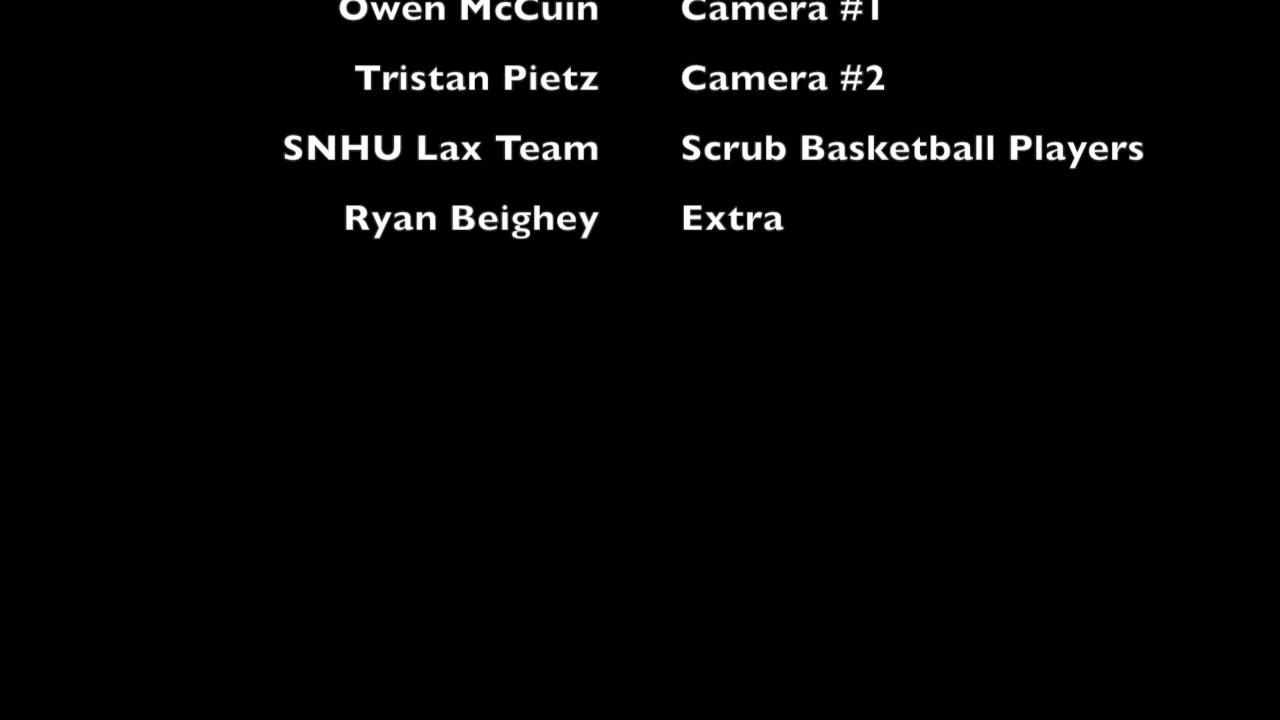 Owen McCuin Camera #1
Tristan Pietz Camera #2
SNHU Lax Team Scrub Basketball Players
Ryan Beighey Extra